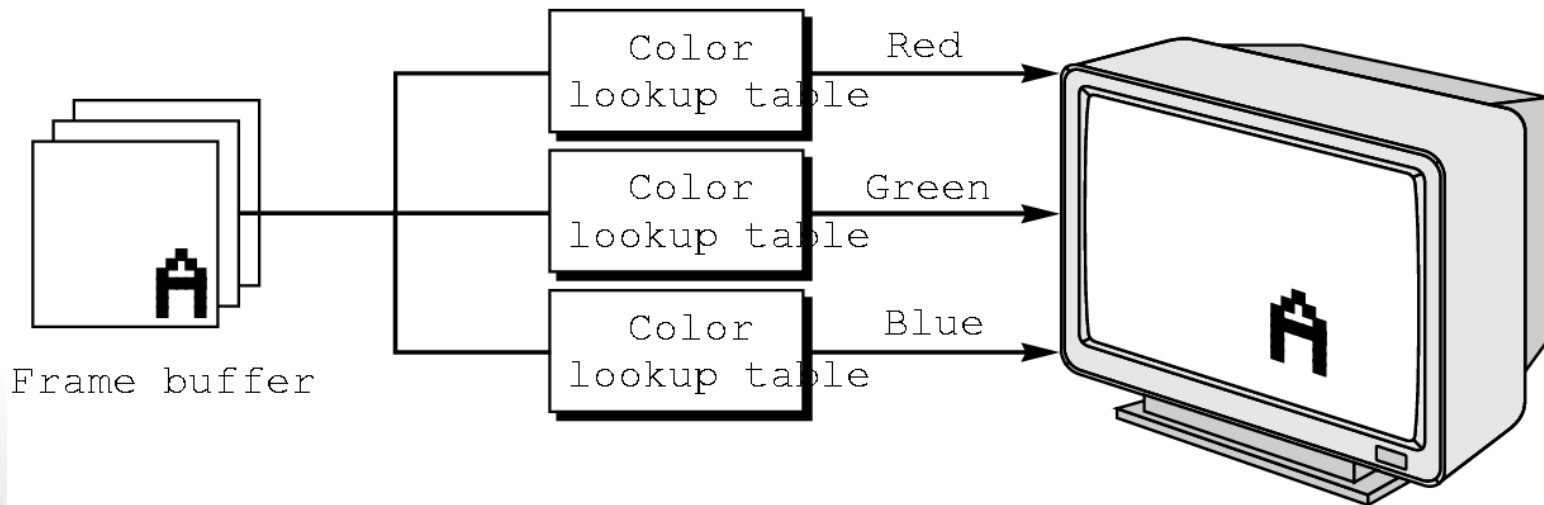 Color
lookup table
Red
Color
lookup table
Green
Color
lookup table
Blue
Frame buffer
A
A